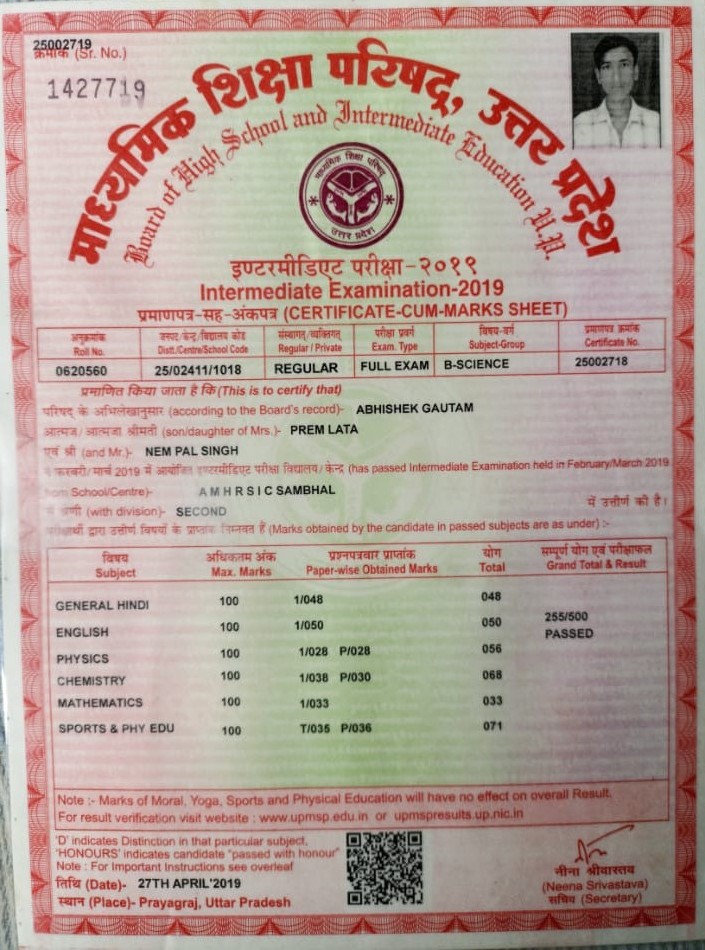 25002719
क्रमांक (Sr. No.)
1427719
माध्यमिक शिक्षा परिषद्, उत्तर प्रदेश
Board of High School and Intermediate Education U.P.
माध्यमिक शिक्षा परिषद
उत्तर प्रदेश
इण्टरमीडिएट परीक्षा-२०१९
Intermediate Examination-2019
प्रमाणपत्र-सह-अंकपत्र (CERTIFICATE-CUM-MARKS SHEET)
अनुक्रमांक जनपद/केन्द्र/विद्यालय कोड संस्थागत/व्यक्तिगत परीक्षा प्रवर्ग विषय-वर्ग प्रमाणपत्र क्रमांक
Roll No. Distt./Centre/School Code Regular / Private Exam. Type Subject-Group Certificate No.
0620560 25/02411/1018 REGULAR FULL EXAM B-SCIENCE 25002718
प्रमाणित किया जाता है कि (This is to certify that)
परिषद् के अभिलेखानुसार (according to the Board's record)- ABHISHEK GAUTAM
आत्मज/आत्मजा श्रीमती (son/daughter of Mrs.)- PREM LATA
एवं श्री (and Mr.)- NEM PAL SINGH
ने फरवरी/मार्च 2019 में आयोजित इण्टरमीडिएट परीक्षा विद्यालय/केन्द्र (has passed Intermediate Examination held in February/March 2019
from School/Centre)- A M H R S I C SAMBHAL
से श्रेणी (with division)- SECOND में उत्तीर्ण की है।
परीक्षार्थी द्वारा उत्तीर्ण विषयों के प्राप्तांक निम्नवत हैं (Marks obtained by the candidate in passed subjects are as under) :-
विषय अधिकतम अंक प्रश्नपत्रवार प्राप्तांक योग सम्पूर्ण योग एवं परीक्षाफल
Subject Max. Marks Paper-wise Obtained Marks Total Grand Total & Result
GENERAL HINDI 100 1/048 048
255/500
ENGLISH 100 1/050 050
PASSED
PHYSICS 100 1/028 P/028 056
CHEMISTRY 100 1/038 P/030 068
MATHEMATICS 100 1/033 033
SPORTS & PHY EDU 100 T/035 P/036 071
Note :- Marks of Moral, Yoga, Sports and Physical Education will have no effect on overall Result.
For result verification visit website : www.upmsp.edu.in or upmspresults.up.nic.in
'D' indicates Distinction in that particular subject,
'HONOURS' indicates candidate "passed with honour"
Note : For Important Instructions see overleaf
तिथि (Date)- 27TH APRIL'2019
स्थान (Place)- Prayagraj, Uttar Pradesh
नीना श्रीवास्तव
(Neena Srivastava)
सचिव (Secretary)